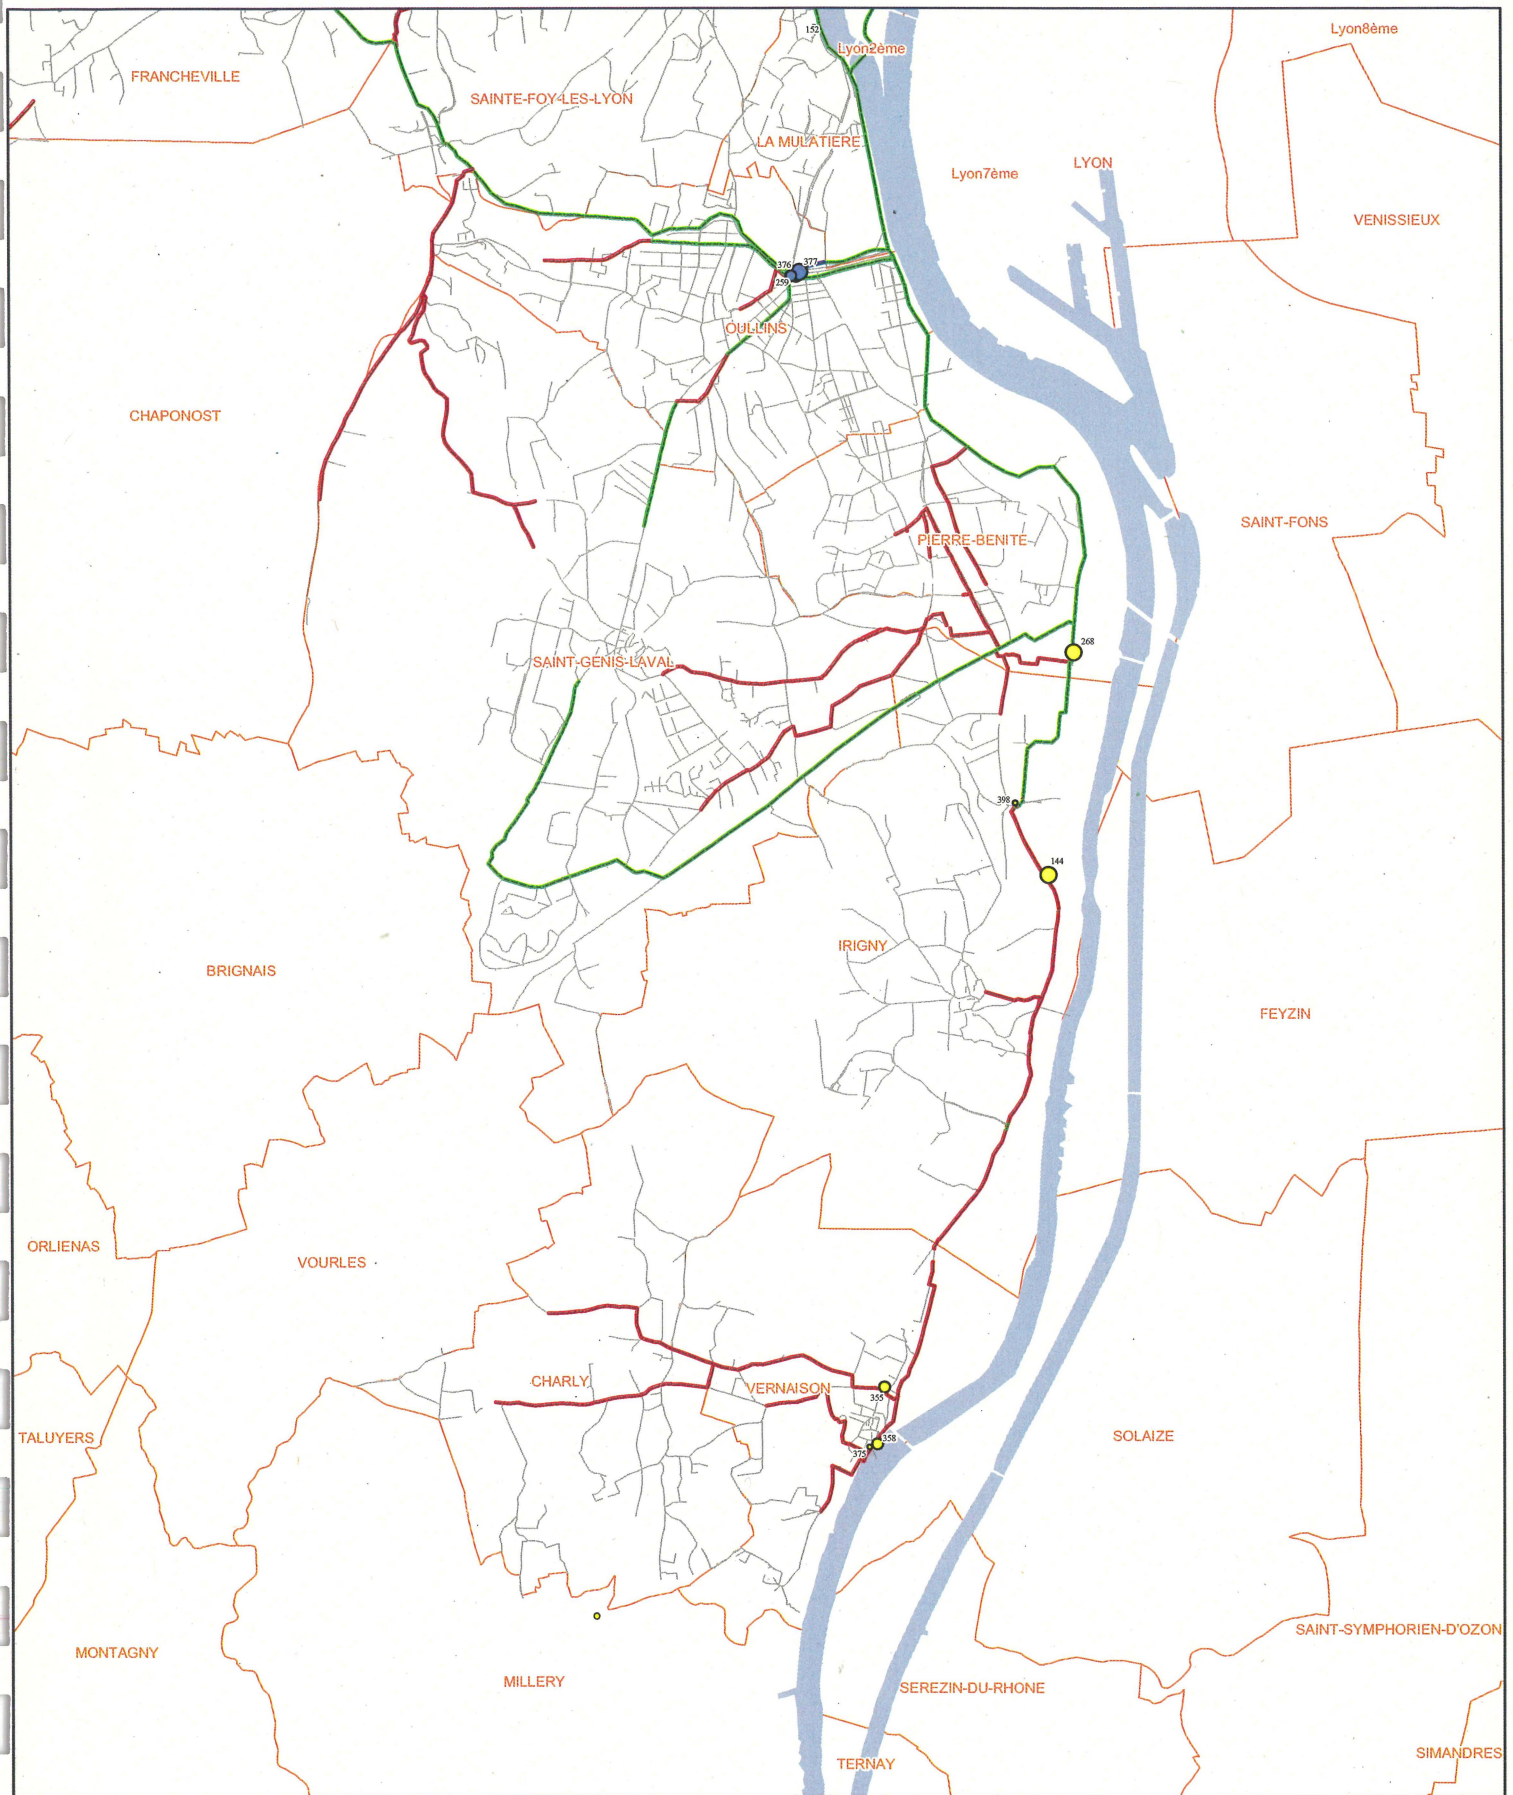 152
Lyon8ème
Lyon2ème
FRANCHEVILLE
SAINTE-FOY-LES-LYON
LA MULATIERE
LYON
Lyon7ème
VENISSIEUX
377
376
259
OULLINS
CHAPONOST
SAINT-FONS
PIERRE-BENITE
268
SAINT-GENIS-LAVAL
398
144
IRIGNY
BRIGNAIS
FEYZIN
ORLIENAS
VOURLES
CHARLY
VERNAISON
355
TALUYERS
SOLAIZE
358
375
SAINT-SYMPHORIEN-D'OZON
MONTAGNY
MILLERY
SEREZIN-DU-RHONE
SIMANDRES
TERNAY